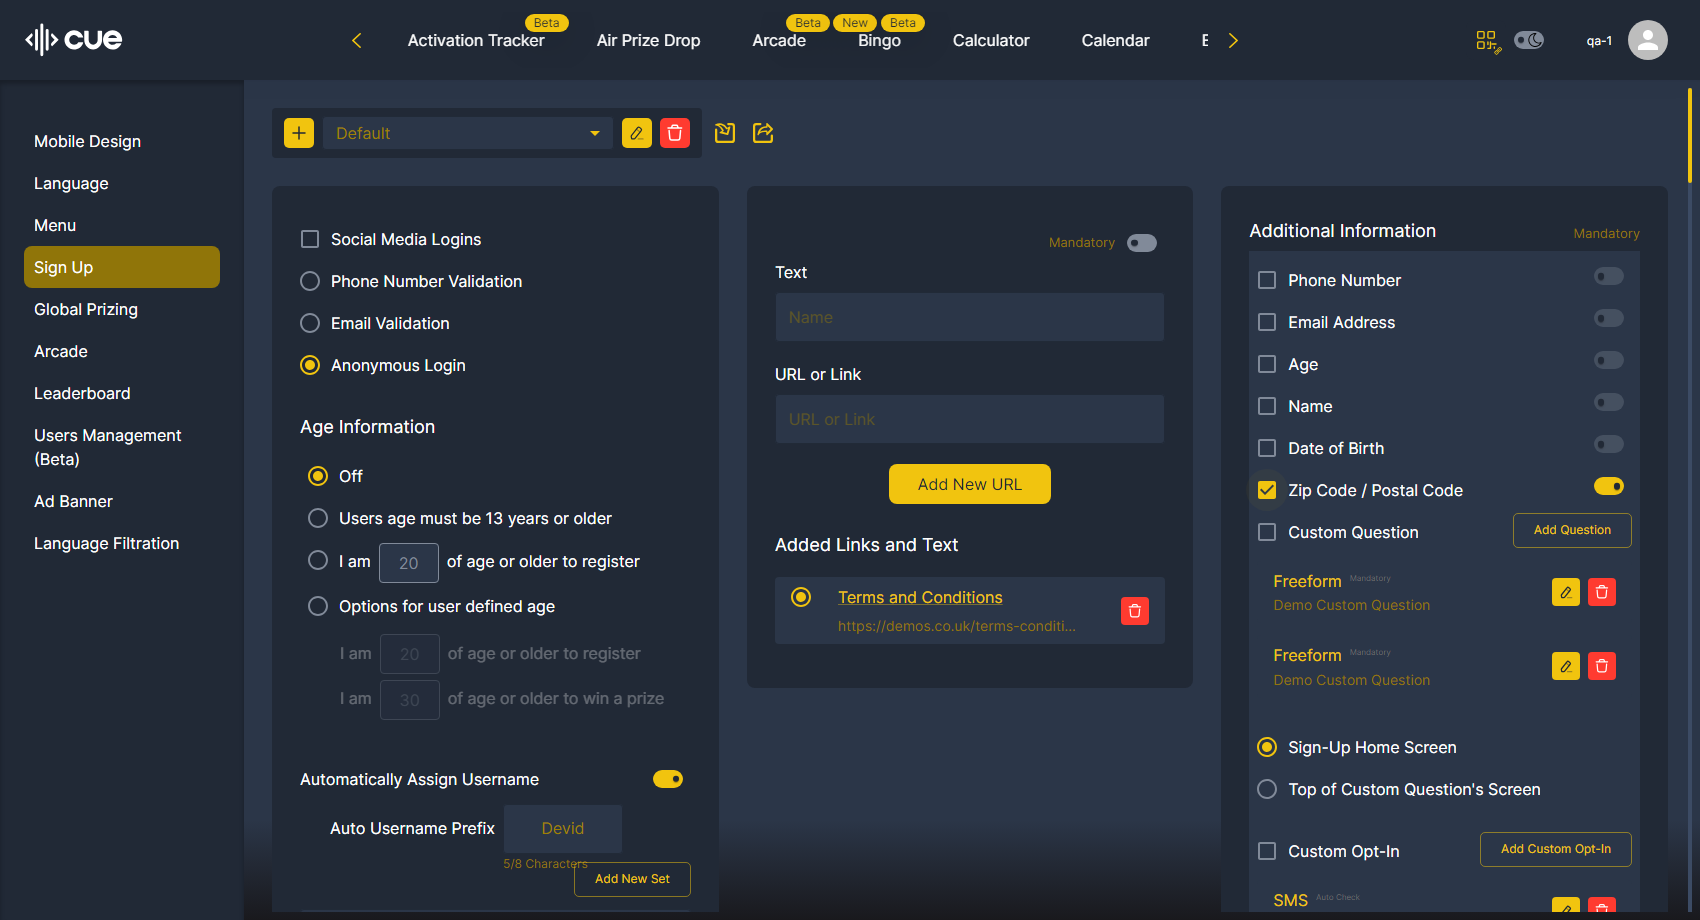 cue
Beta
Beta
New
Beta
Activation Tracker
Air Prize Drop
Arcade
Bingo
Calculator
Calendar
qa-1
Mobile Design
Language
Menu
Sign Up
Global Prizing
Arcade
Leaderboard
Users Management
(Beta)
Ad Banner
Language Filtration
Default
Social Media Logins
Phone Number Validation
Email Validation
Anonymous Login
Age Information
Off
Users age must be 13 years or older
I am 20 of age or older to register
Options for user defined age
I am 20 of age or older to register
I am 30 of age or older to win a prize
Automatically Assign Username
Auto Username Prefix Devid
5/8 Characters
Add New Set
Mandatory
Text
Name
URL or Link
URL or Link
Add New URL
Added Links and Text
Terms and Conditions
https://demos.co.uk/terms-conditi...
Additional Information Mandatory
Phone Number
Email Address
Age
Name
Date of Birth
Zip Code / Postal Code
Custom Question Add Question
Freeform Mandatory
Demo Custom Question
Freeform Mandatory
Demo Custom Question
Sign-Up Home Screen
Top of Custom Question's Screen
Custom Opt-In Add Custom Opt-In
SMS Auto Check